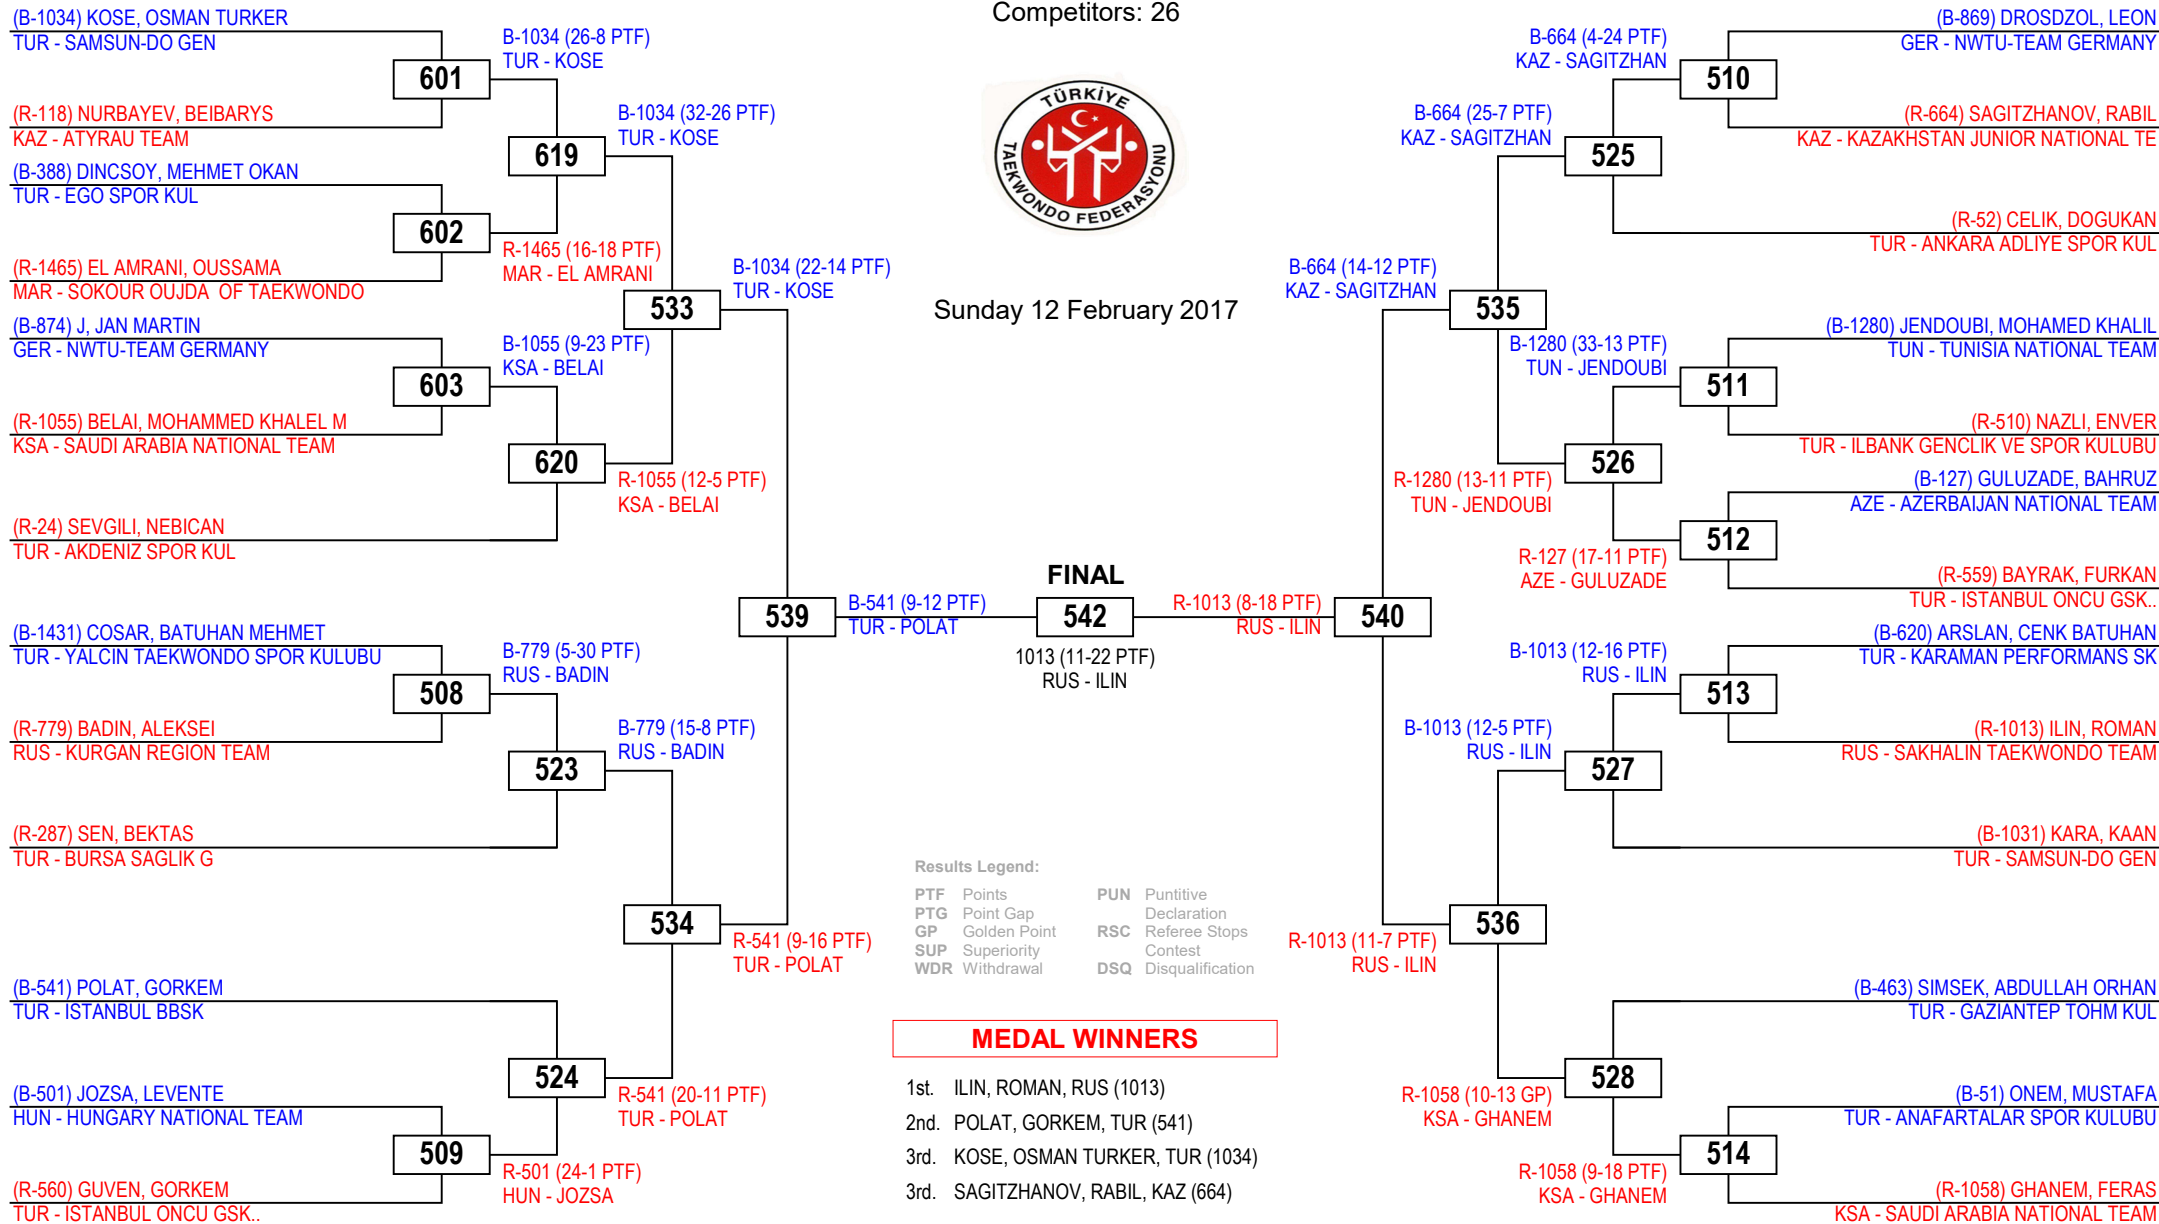 Competitors: 26
TÜRKİYE
TAEKWONDO FEDERASYONU
Sunday 12 February 2017
(B-1034) KOSE, OSMAN TURKER
TUR - SAMSUN-DO GEN
601
(R-118) NURBAYEV, BEIBARYS
KAZ - ATYRAU TEAM
(B-388) DINCSOY, MEHMET OKAN
TUR - EGO SPOR KUL
602
(R-1465) EL AMRANI, OUSSAMA
MAR - SOKOUR OUJDA  OF TAEKWONDO
(B-874) J, JAN MARTIN
GER - NWTU-TEAM GERMANY
603
(R-1055) BELAI, MOHAMMED KHALEL M
KSA - SAUDI ARABIA NATIONAL TEAM
(R-24) SEVGILI, NEBICAN
TUR - AKDENIZ SPOR KUL
(B-1431) COSAR, BATUHAN MEHMET
TUR - YALCIN TAEKWONDO SPOR KULUBU
508
(R-779) BADIN, ALEKSEI
RUS - KURGAN REGION TEAM
(R-287) SEN, BEKTAS
TUR - BURSA SAGLIK G
(B-541) POLAT, GORKEM
TUR - ISTANBUL BBSK
(B-501) JOZSA, LEVENTE
HUN - HUNGARY NATIONAL TEAM
509
(R-560) GUVEN, GORKEM
TUR - ISTANBUL ONCU GSK..
B-1034 (26-8 PTF)
TUR - KOSE
619
R-1465 (16-18 PTF)
MAR - EL AMRANI
B-1055 (9-23 PTF)
KSA - BELAI
620
B-779 (5-30 PTF)
RUS - BADIN
523
524
R-501 (24-1 PTF)
HUN - JOZSA
B-1034 (32-26 PTF)
TUR - KOSE
533
R-1055 (12-5 PTF)
KSA - BELAI
B-779 (15-8 PTF)
RUS - BADIN
534
R-541 (20-11 PTF)
TUR - POLAT
B-1034 (22-14 PTF)
TUR - KOSE
539
R-541 (9-16 PTF)
TUR - POLAT
B-541 (9-12 PTF)
TUR - POLAT
FINAL
542
1013 (11-22 PTF)
RUS - ILIN
R-1013 (8-18 PTF)
RUS - ILIN
540
B-664 (14-12 PTF)
KAZ - SAGITZHAN
535
R-1013 (11-7 PTF)
RUS - ILIN
536
B-664 (25-7 PTF)
KAZ - SAGITZHAN
525
R-1280 (13-11 PTF)
TUN - JENDOUBI
526
B-1013 (12-5 PTF)
RUS - ILIN
527
R-1058 (10-13 GP)
KSA - GHANEM
528
B-664 (4-24 PTF)
KAZ - SAGITZHAN
510
B-1280 (33-13 PTF)
TUN - JENDOUBI
511
R-127 (17-11 PTF)
AZE - GULUZADE
512
B-1013 (12-16 PTF)
RUS - ILIN
513
R-1058 (9-18 PTF)
KSA - GHANEM
514
(B-869) DROSDZOL, LEON
GER - NWTU-TEAM GERMANY
(R-664) SAGITZHANOV, RABIL
KAZ - KAZAKHSTAN JUNIOR NATIONAL TE
(R-52) CELIK, DOGUKAN
TUR - ANKARA ADLIYE SPOR KUL
(B-1280) JENDOUBI, MOHAMED KHALIL
TUN - TUNISIA NATIONAL TEAM
(R-510) NAZLI, ENVER
TUR - ILBANK GENCLIK VE SPOR KULUBU
(B-127) GULUZADE, BAHRUZ
AZE - AZERBAIJAN NATIONAL TEAM
(R-559) BAYRAK, FURKAN
TUR - ISTANBUL ONCU GSK..
(B-620) ARSLAN, CENK BATUHAN
TUR - KARAMAN PERFORMANS SK
(R-1013) ILIN, ROMAN
RUS - SAKHALIN TAEKWONDO TEAM
(B-1031) KARA, KAAN
TUR - SAMSUN-DO GEN
(B-463) SIMSEK, ABDULLAH ORHAN
TUR - GAZIANTEP TOHM KUL
(B-51) ONEM, MUSTAFA
TUR - ANAFARTALAR SPOR KULUBU
(R-1058) GHANEM, FERAS
KSA - SAUDI ARABIA NATIONAL TEAM
Results Legend:
PTF Points PUN Puntitive
PTG Point Gap Declaration
GP Golden Point RSC Referee Stops
SUP Superiority Contest
WDR Withdrawal DSQ Disqualification
MEDAL WINNERS
1st. ILIN, ROMAN, RUS (1013)
2nd. POLAT, GORKEM, TUR (541)
3rd. KOSE, OSMAN TURKER, TUR (1034)
3rd. SAGITZHANOV, RABIL, KAZ (664)